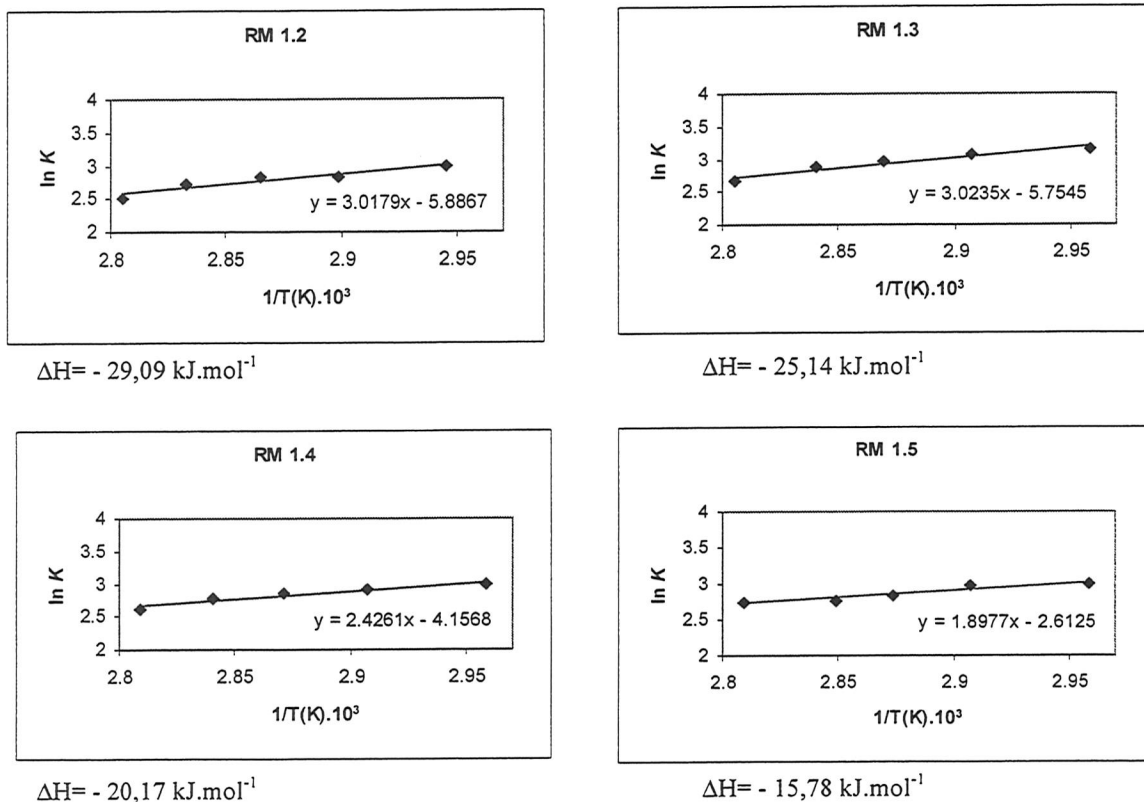 RM 1.2
4
3.5
3
2.5
2
ln K
y = 3.0179x - 5.8867
2.8 2.85 2.9 2.95
1/T(K).10³
ΔH= - 29,09 kJ.mol⁻¹
RM 1.3
4
3.5
3
2.5
2
ln K
y = 3.0235x - 5.7545
2.8 2.85 2.9 2.95
1/T(K).10³
ΔH= - 25,14 kJ.mol⁻¹
RM 1.4
4
3.5
3
2.5
2
ln K
y = 2.4261x - 4.1568
2.8 2.85 2.9 2.95
1/T(K).10³
ΔH= - 20,17 kJ.mol⁻¹
RM 1.5
4
3.5
3
2.5
2
ln K
y = 1.8977x - 2.6125
2.8 2.85 2.9 2.95
1/T(K).10³
ΔH= - 15,78 kJ.mol⁻¹